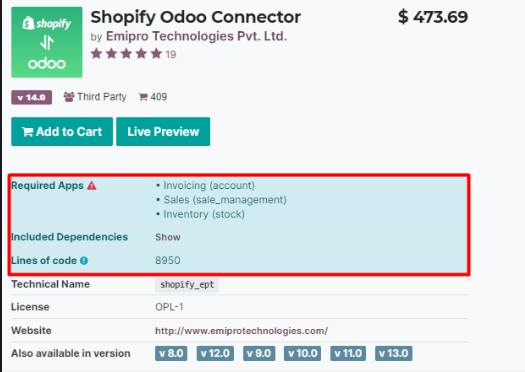 shopify
odoo
Shopify Odoo Connector
$ 473.69
by Emipro Technologies Pvt. Ltd.
19
v 14.0
Third Party
409
Add to Cart
Live Preview
Required Apps
• Invoicing (account)
• Sales (sale_management)
• Inventory (stock)
Included Dependencies
Show
Lines of code
8950
Technical Name
shopify_ept
License
OPL-1
Website
http://www.emiprotechnologies.com/
Also available in version
v 8.0 v 12.0 v 9.0 v 10.0 v 11.0 v 13.0